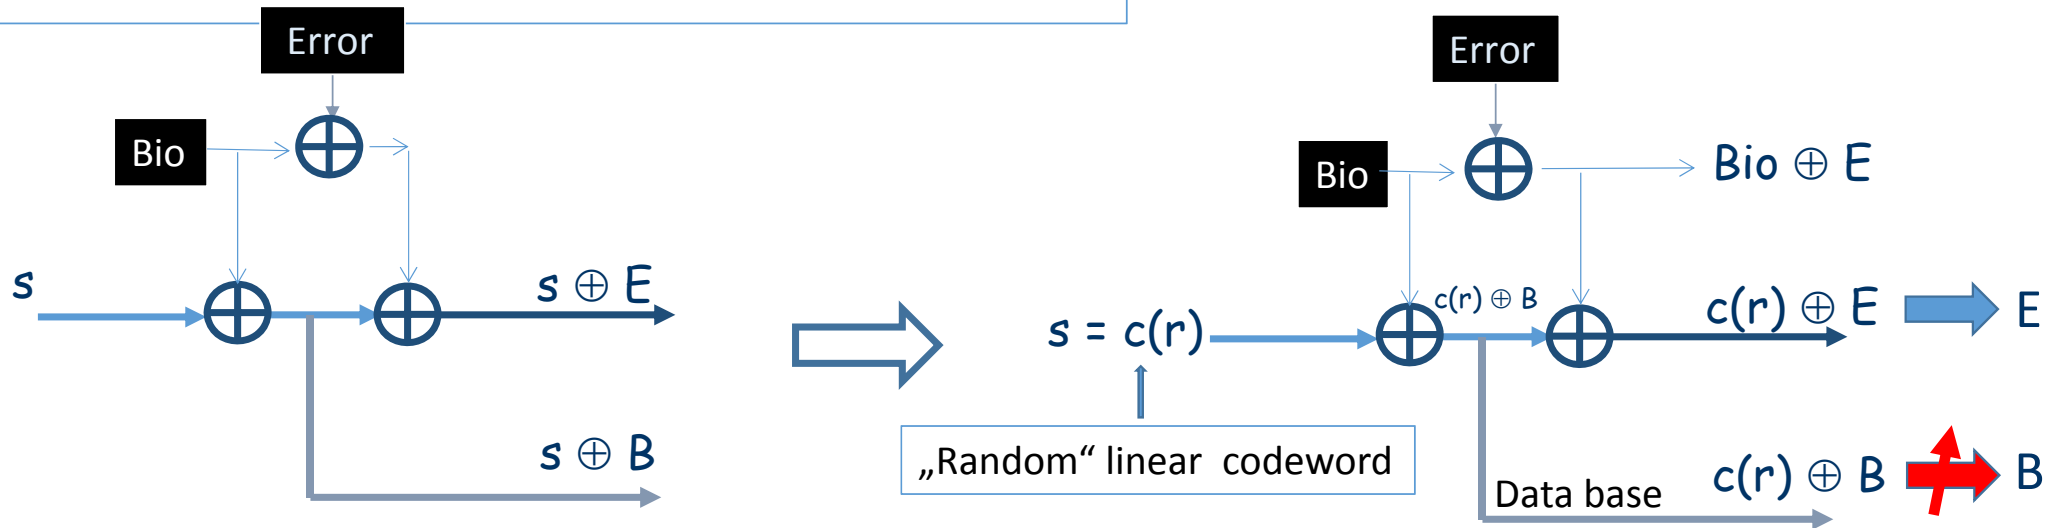 Error
Bio
s
s ⊕ E
s ⊕ B
Error
Bio
Bio ⊕ E
s = c(r)
c(r) ⊕ B
c(r) ⊕ E
E
„Random“ linear codeword
Data base
c(r) ⊕ B
B